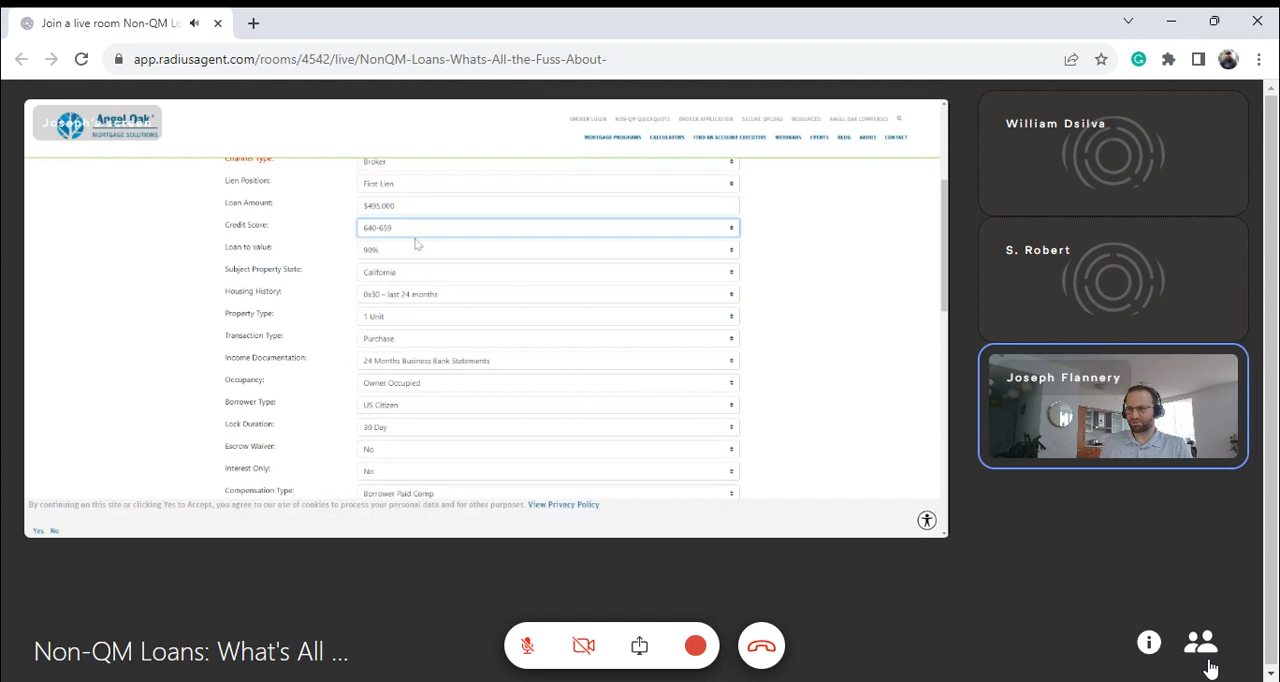 Join a live room Non-QM Lo
app.radiusagent.com/rooms/4542/live/NonQM-Loans-Whats-All-the-Fuss-About-
Joseph's screen
Angel Oak
MORTGAGE SOLUTIONS
BROKER LOGIN NON-QM QUICKQUOTE BROKER APPLICATION SECURE UPLOAD RESOURCES ANGEL OAK COMPANIES
MORTGAGE PROGRAMS CALCULATORS FIND AN ACCOUNT EXECUTIVE WEBINARS EVENTS BLOG ABOUT CONTACT
Channel Type: Broker
Lien Position: First Lien
Loan Amount: $495,000
Credit Score: 640-659
Loan to value: 90%
Subject Property State: California
Housing History: 0x30 – last 24 months
Property Type: 1 Unit
Transaction Type: Purchase
Income Documentation: 24 Months Business Bank Statements
Occupancy: Owner Occupied
Borrower Type: US Citizen
Lock Duration: 30 Day
Escrow Waiver: No
Interest Only: No
Compensation Type: Borrower Paid Comp
By continuing on this site or clicking Yes to Accept, you agree to our use of cookies to process your personal data and for other purposes. View Privacy Policy
Yes No
William Dsilva
S. Robert
Joseph Flannery
Non-QM Loans: What's All ...